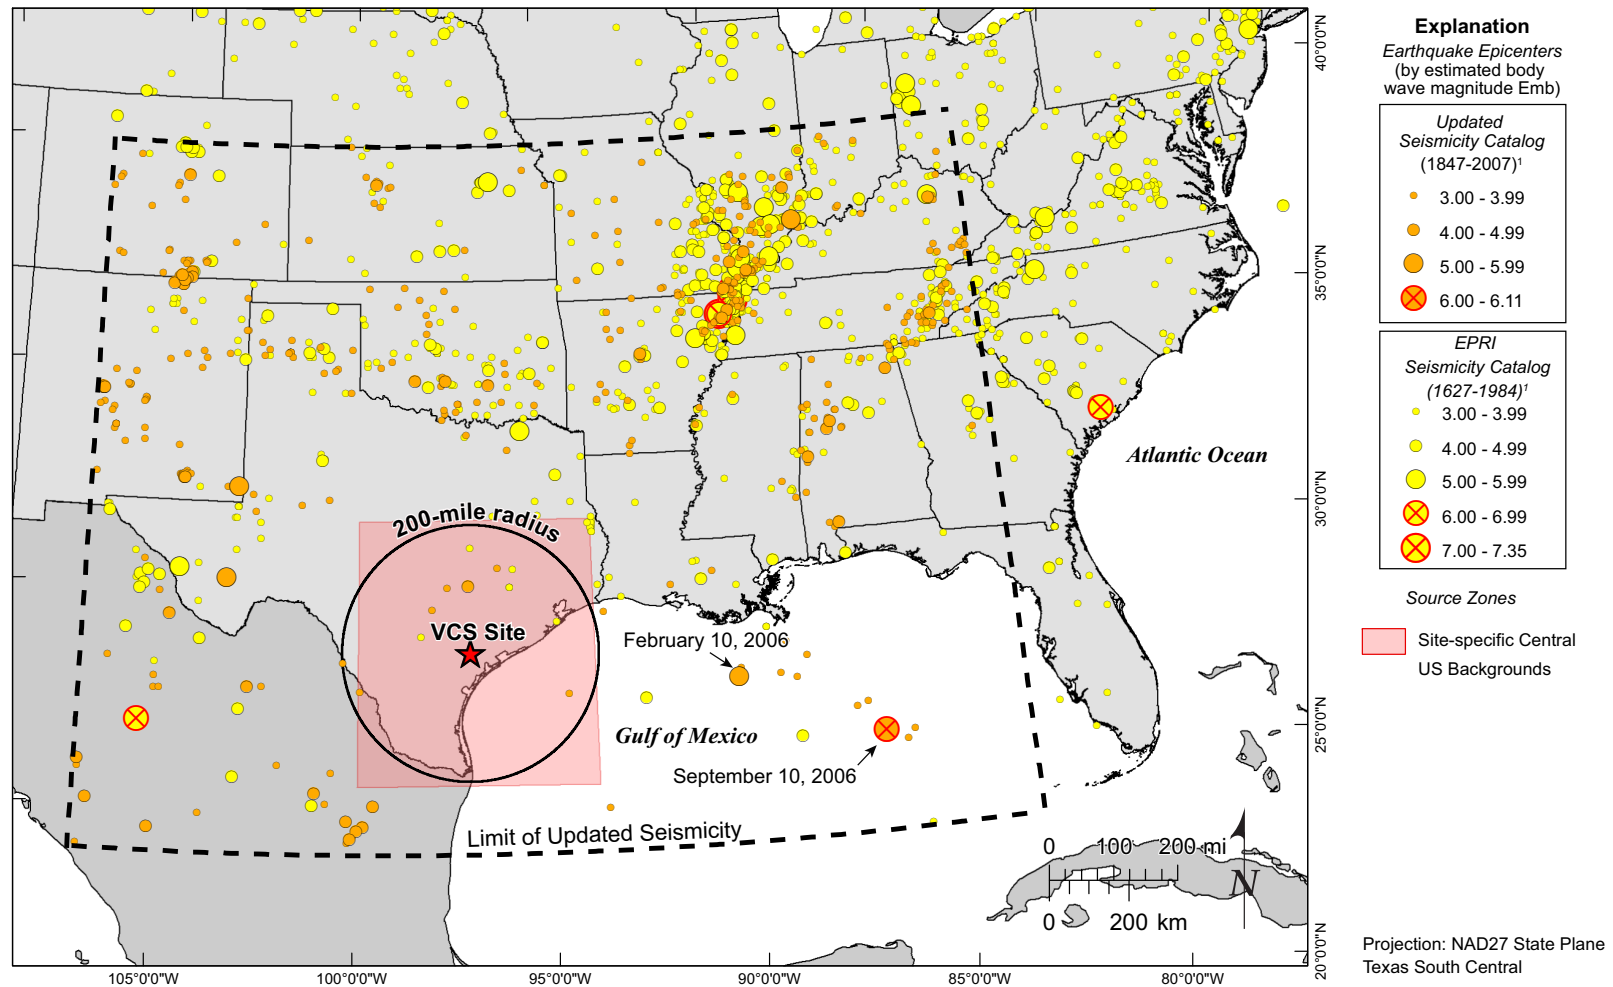 200-mile radius
VCS Site
February 10, 2006
September 10, 2006
Gulf of Mexico
Atlantic Ocean
Limit of Updated Seismicity
0 100 200 mi
0 200 km
N
40°0'0"N
35°0'0"N
30°0'0"N
25°0'0"N
20°0'0"N
105°0'0"W
100°0'0"W
95°0'0"W
90°0'0"W
85°0'0"W
80°0'0"W
Explanation
Earthquake Epicenters
(by estimated body
wave magnitude Emb)
Updated
Seismicity Catalog
(1847-2007)¹
3.00 - 3.99
4.00 - 4.99
5.00 - 5.99
6.00 - 6.11
EPRI
Seismicity Catalog
(1627-1984)¹
3.00 - 3.99
4.00 - 4.99
5.00 - 5.99
6.00 - 6.99
7.00 - 7.35
Source Zones
Site-specific Central
US Backgrounds
Projection: NAD27 State Plane
Texas South Central